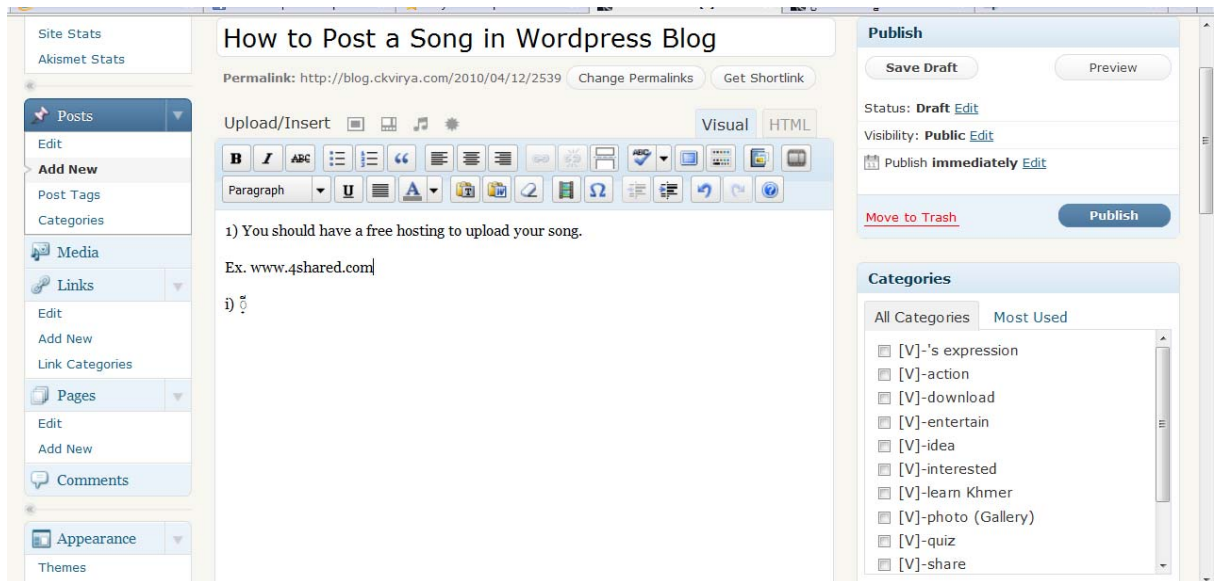 Site Stats
Akismet Stats
Posts
Edit
Add New
Post Tags
Categories
Media
Links
Edit
Add New
Link Categories
Pages
Edit
Add New
Comments
Appearance
Themes
How to Post a Song in Wordpress Blog
Permalink: http://blog.ckvirya.com/2010/04/12/2539 Change Permalinks Get Shortlink
Upload/Insert Visual HTML
B I ABC ABC
Paragraph U A T W Ω
1) You should have a free hosting to upload your song.
Ex. www.4shared.com
i)
Publish
Save Draft Preview
Status: Draft Edit
Visibility: Public Edit
Publish immediately Edit
Move to Trash Publish
Categories
All Categories Most Used
[V]-'s expression
[V]-action
[V]-download
[V]-entertain
[V]-idea
[V]-interested
[V]-learn Khmer
[V]-photo (Gallery)
[V]-quiz
[V]-share